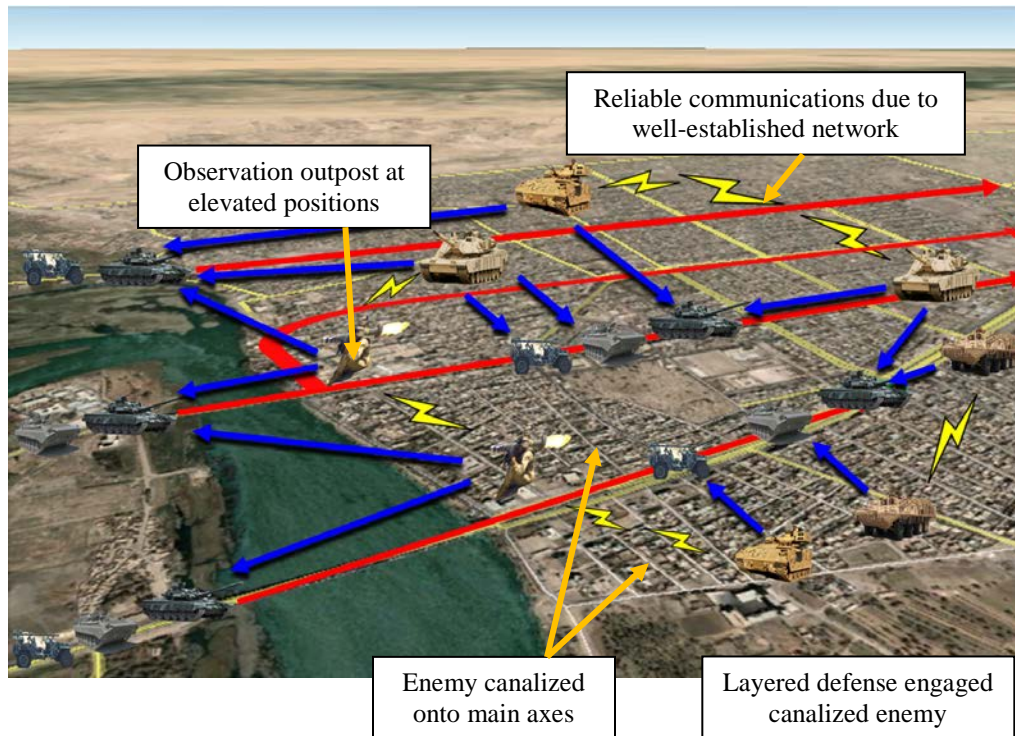 Reliable communications due to
well-established network
Observation outpost at
elevated positions
Enemy canalized
onto main axes
Layered defense engaged
canalized enemy